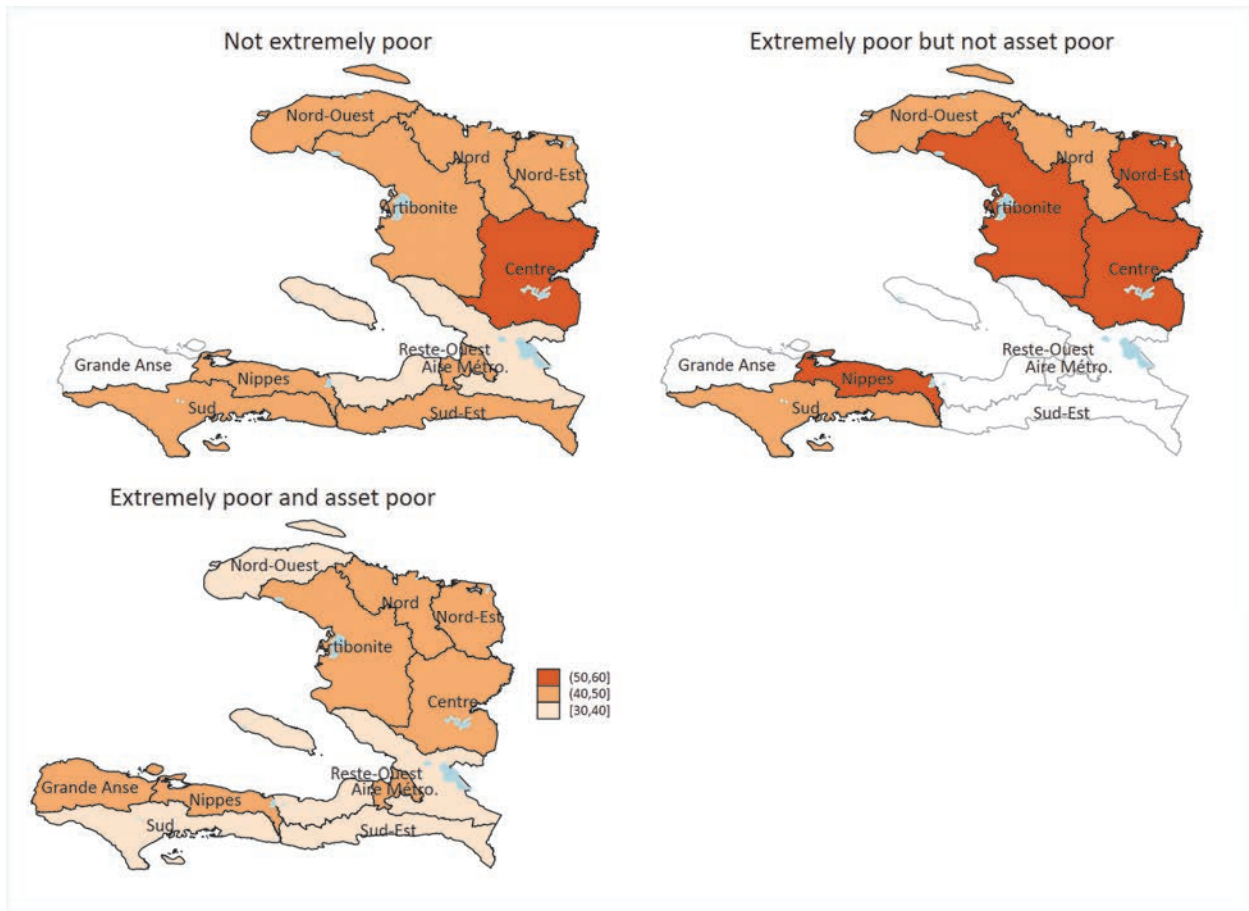 Not extremely poor
Nord-Ouest
Nord
Nord-Est
Artibonite
Centre
Reste-Ouest
Grande Anse
Aire Métro.
Nippes
Sud
Sud-Est
Extremely poor but not asset poor
Nord-Ouest
Nord
Nord-Est
Artibonite
Centre
Reste-Ouest
Grande Anse
Aire Métro.
Nippes
Sud
Sud-Est
Extremely poor and asset poor
Nord-Ouest
Nord
Nord-Est
Artibonite
Centre
Reste-Ouest
Grande Anse
Aire Métro.
Nippes
Sud
Sud-Est
(50,60]
(40,50]
[30,40]